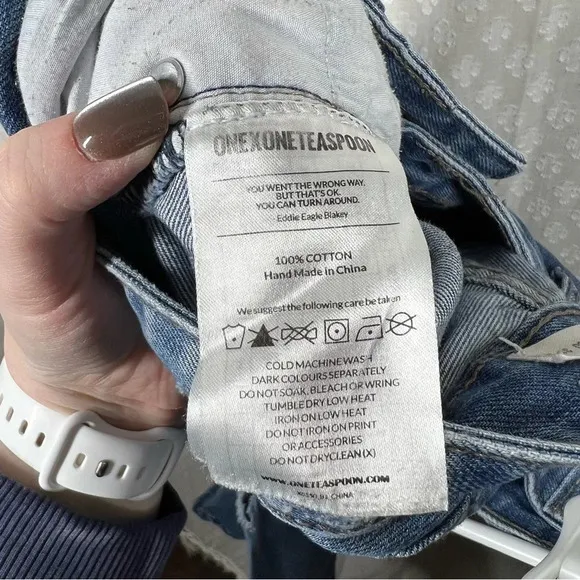 ONEXONETEASPOON
YOU WENT THE WRONG WAY.
BUT THAT'S OK.
YOU CAN TURN AROUND.
Eddie Eagle Blakey
100% COTTON
Hand Made in China
We suggest the following care be taken
COLD MACHINE WASH
DARK COLOURS SEPARATELY
DO NOT SOAK, BLEACH OR WRING
TUMBLE DRY LOW HEAT
IRON ON LOW HEAT
DO NOT IRON ON PRINT
OR ACCESSORIES
DO NOT DRYCLEAN (X)
WWW.ONETEASPOON.COM
CHINA